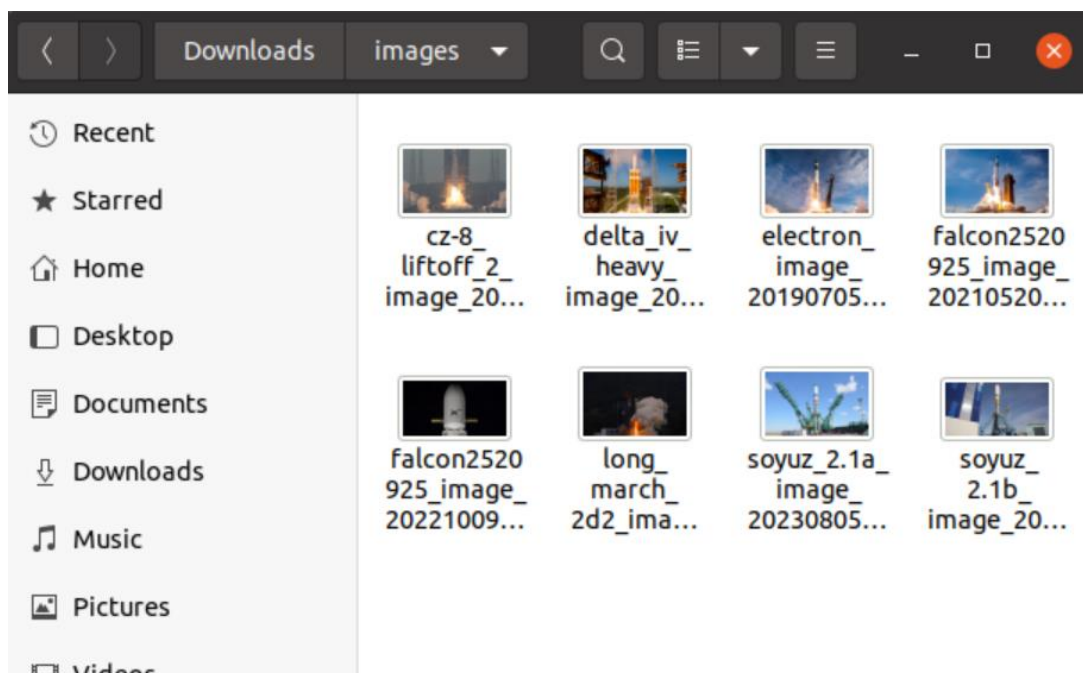 Downloads images
Recent
Starred
Home
Desktop
Documents
Downloads
Music
Pictures
Videos
cz-8_
liftoff_2_
image_20...
delta_iv_
heavy_
image_20...
electron_
image_
20190705...
falcon2520
925_image_
20210520...
falcon2520
925_image_
20221009...
long_
march_
2d2_ima...
soyuz_2.1a_
image_
20230805...
soyuz_
2.1b_
image_20...